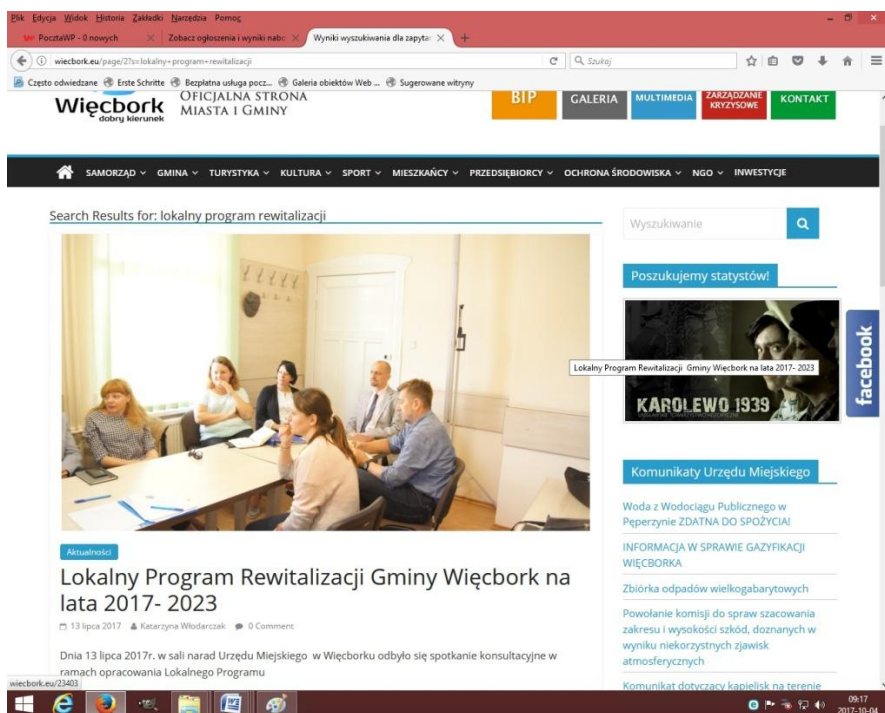 Plik Edycja Widok Historia Zakładki Narzędzia Pomoc
PocztaWP - 0 nowych
Zobacz ogłoszenia i wyniki nabo
Wyniki wyszukiwania dla zapytan
wiecbork.eu/page/2?s=lokalny+program+rewitalizacji
Szukaj
Często odwiedzane Erste Schritte Bezpłatna usługa pocz... Galeria obiektów Web ... Sugerowane witryny
Więcbork
dobry kierunek
OFICJALNA STRONA
MIASTA I GMINY
BIP
GALERIA
MULTIMEDIA
ZARZĄDZANIE
KRYZYSOWE
KONTAKT
SAMORZĄD GMINA TURYSTYKA KULTURA SPORT MIESZKAŃCY PRZEDSIĘBIORCY OCHRONA ŚRODOWISKA NGO INWESTYCJE
Search Results for: lokalny program rewitalizacji
Aktualności
Lokalny Program Rewitalizacji Gminy Więcbork na
lata 2017- 2023
13 lipca 2017 Katarzyna Włodarczak 0 Comment
Dnia 13 lipca 2017r. w sali narad Urzędu Miejskiego w Więcborku odbyło się spotkanie konsultacyjne w
ramach opracowania Lokalnego Programu
Wyszukiwanie
Poszukujemy statystów!
Lokalny Program Rewitalizacji Gminy Więcbork na lata 2017- 2023
KAROLEWO 1939
facebook
Komunikaty Urzędu Miejskiego
Woda z Wodociągu Publicznego w
Pęperzynie ZDATNA DO SPOŻYCIA!
INFORMACJA W SPRAWIE GAZYFIKACJI
WIĘCBORKA
Zbiórka odpadów wielkogabarytowych
Powołanie komisji do spraw szacowania
zakresu i wysokości szkód, doznanych w
wyniku niekorzystnych zjawisk
atmosferycznych
Komunikat dotyczący kąpielisk na terenie
wiecbork.eu/23403
09:17
2017-10-04